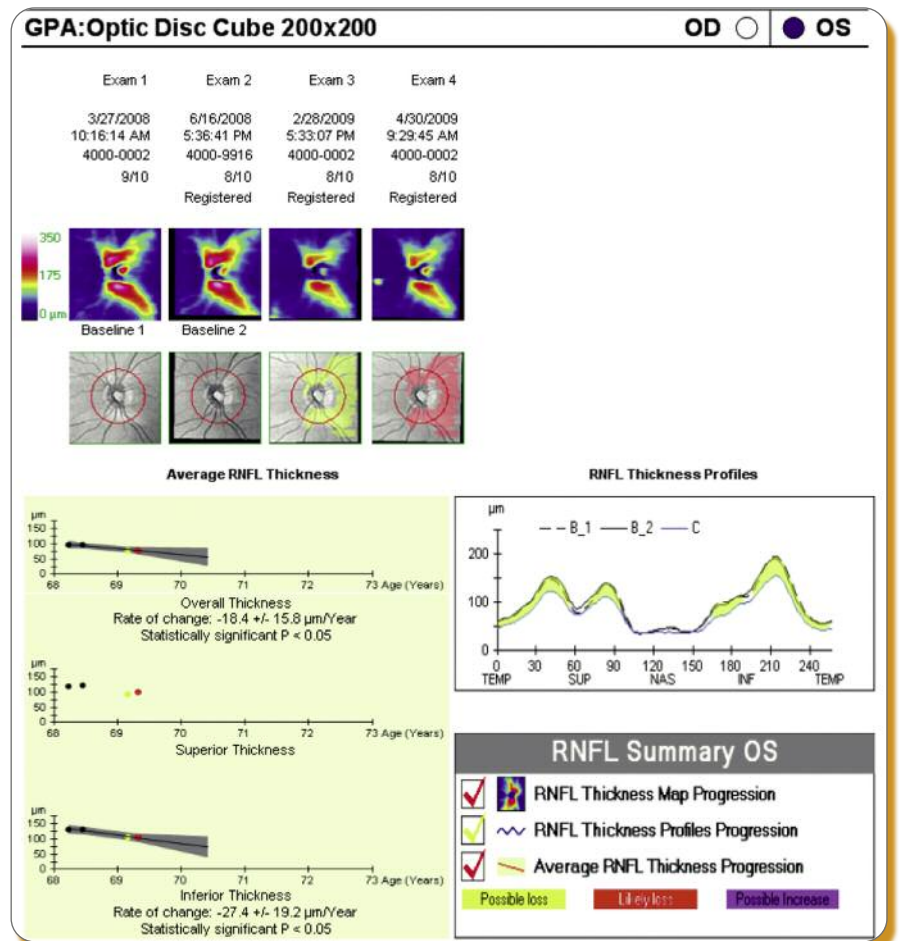 GPA:Optic Disc Cube 200x200 OD OS
Exam 1 Exam 2 Exam 3 Exam 4
3/27/2008 6/16/2008 2/28/2009 4/30/2009
10:16:14 AM 5:36:41 PM 5:33:07 PM 9:29:45 AM
4000-0002 4000-9916 4000-0002 4000-0002
9/10 8/10 8/10 8/10
Registered Registered Registered
350
175
0 µm
Baseline 1 Baseline 2
Average RNFL Thickness
µm
150
100
50
0
68 69 70 71 72 73 Age (Years)
Overall Thickness
Rate of change: -18.4 +/- 15.8 µm/Year
Statistically significant P < 0.05
µm
150
100
50
0
68 69 70 71 72 73 Age (Years)
Superior Thickness
µm
150
100
50
0
68 69 70 71 72 73 Age (Years)
Inferior Thickness
Rate of change: -27.4 +/- 19.2 µm/Year
Statistically significant P < 0.05
RNFL Thickness Profiles
µm
B_1 B_2 C
200
100
0
0 30 60 90 120 150 180 210 240
TEMP SUP NAS INF TEMP
RNFL Summary OS
RNFL Thickness Map Progression
RNFL Thickness Profiles Progression
Average RNFL Thickness Progression
Possible loss Likely loss Possible Increase